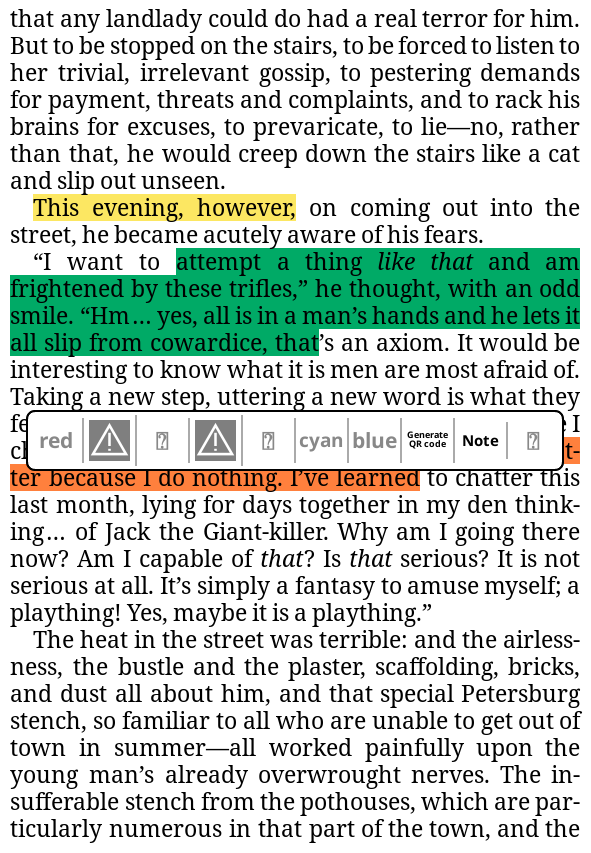 that any landlady could do had a real terror for him.
But to be stopped on the stairs, to be forced to listen to
her trivial, irrelevant gossip, to pestering demands
for payment, threats and complaints, and to rack his
brains for excuses, to prevaricate, to lie—no, rather
than that, he would creep down the stairs like a cat
and slip out unseen.
This evening, however, on coming out into the
street, he became acutely aware of his fears.
“I want to attempt a thing like that and am
frightened by these trifles,” he thought, with an odd
smile. “Hm… yes, all is in a man’s hands and he lets it
all slip from cowardice, that’s an axiom. It would be
interesting to know what it is men are most afraid of.
Taking a new step, uttering a new word is what they
I
red cyan blue Generate QR code Note
t-
ter because I do nothing. I’ve learned to chatter this
last month, lying for days together in my den think-
ing… of Jack the Giant-killer. Why am I going there
now? Am I capable of that? Is that serious? It is not
serious at all. It’s simply a fantasy to amuse myself; a
plaything! Yes, maybe it is a plaything.”
The heat in the street was terrible: and the airless-
ness, the bustle and the plaster, scaffolding, bricks,
and dust all about him, and that special Petersburg
stench, so familiar to all who are unable to get out of
town in summer—all worked painfully upon the
young man’s already overwrought nerves. The in-
sufferable stench from the pothouses, which are par-
ticularly numerous in that part of the town, and the